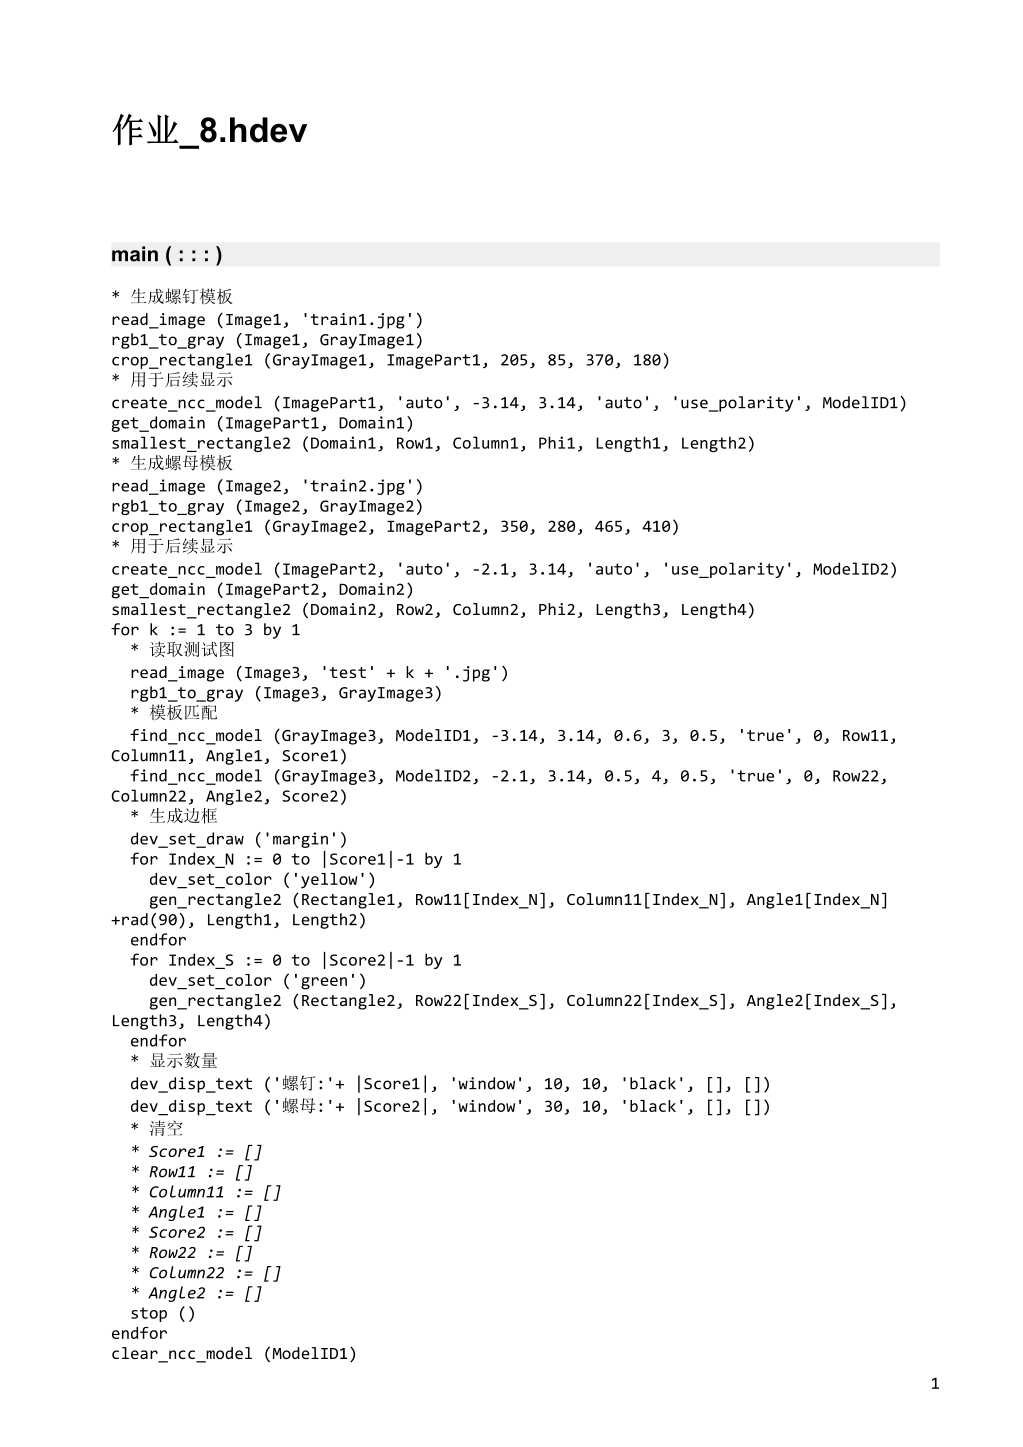 作业_8.hdev
main ( : : : )
* 生成螺钉模板
read_image (Image1, 'train1.jpg')
rgb1_to_gray (Image1, GrayImage1)
crop_rectangle1 (GrayImage1, ImagePart1, 205, 85, 370, 180)
* 用于后续显示
create_ncc_model (ImagePart1, 'auto', -3.14, 3.14, 'auto', 'use_polarity', ModelID1)
get_domain (ImagePart1, Domain1)
smallest_rectangle2 (Domain1, Row1, Column1, Phi1, Length1, Length2)
* 生成螺母模板
read_image (Image2, 'train2.jpg')
rgb1_to_gray (Image2, GrayImage2)
crop_rectangle1 (GrayImage2, ImagePart2, 350, 280, 465, 410)
* 用于后续显示
create_ncc_model (ImagePart2, 'auto', -2.1, 3.14, 'auto', 'use_polarity', ModelID2)
get_domain (ImagePart2, Domain2)
smallest_rectangle2 (Domain2, Row2, Column2, Phi2, Length3, Length4)
for k := 1 to 3 by 1
  * 读取测试图
  read_image (Image3, 'test' + k + '.jpg')
  rgb1_to_gray (Image3, GrayImage3)
  * 模板匹配
  find_ncc_model (GrayImage3, ModelID1, -3.14, 3.14, 0.6, 3, 0.5, 'true', 0, Row11,
Column11, Angle1, Score1)
  find_ncc_model (GrayImage3, ModelID2, -2.1, 3.14, 0.5, 4, 0.5, 'true', 0, Row22,
Column22, Angle2, Score2)
  * 生成边框
  dev_set_draw ('margin')
  for Index_N := 0 to |Score1|-1 by 1
    dev_set_color ('yellow')
    gen_rectangle2 (Rectangle1, Row11[Index_N], Column11[Index_N], Angle1[Index_N]
+rad(90), Length1, Length2)
  endfor
  for Index_S := 0 to |Score2|-1 by 1
    dev_set_color ('green')
    gen_rectangle2 (Rectangle2, Row22[Index_S], Column22[Index_S], Angle2[Index_S],
Length3, Length4)
  endfor
  * 显示数量
  dev_disp_text ('螺钉:'+ |Score1|, 'window', 10, 10, 'black', [], [])
  dev_disp_text ('螺母:'+ |Score2|, 'window', 30, 10, 'black', [], [])
  * 清空
  * Score1 := []
  * Row11 := []
  * Column11 := []
  * Angle1 := []
  * Score2 := []
  * Row22 := []
  * Column22 := []
  * Angle2 := []
  stop ()
endfor
clear_ncc_model (ModelID1)
1